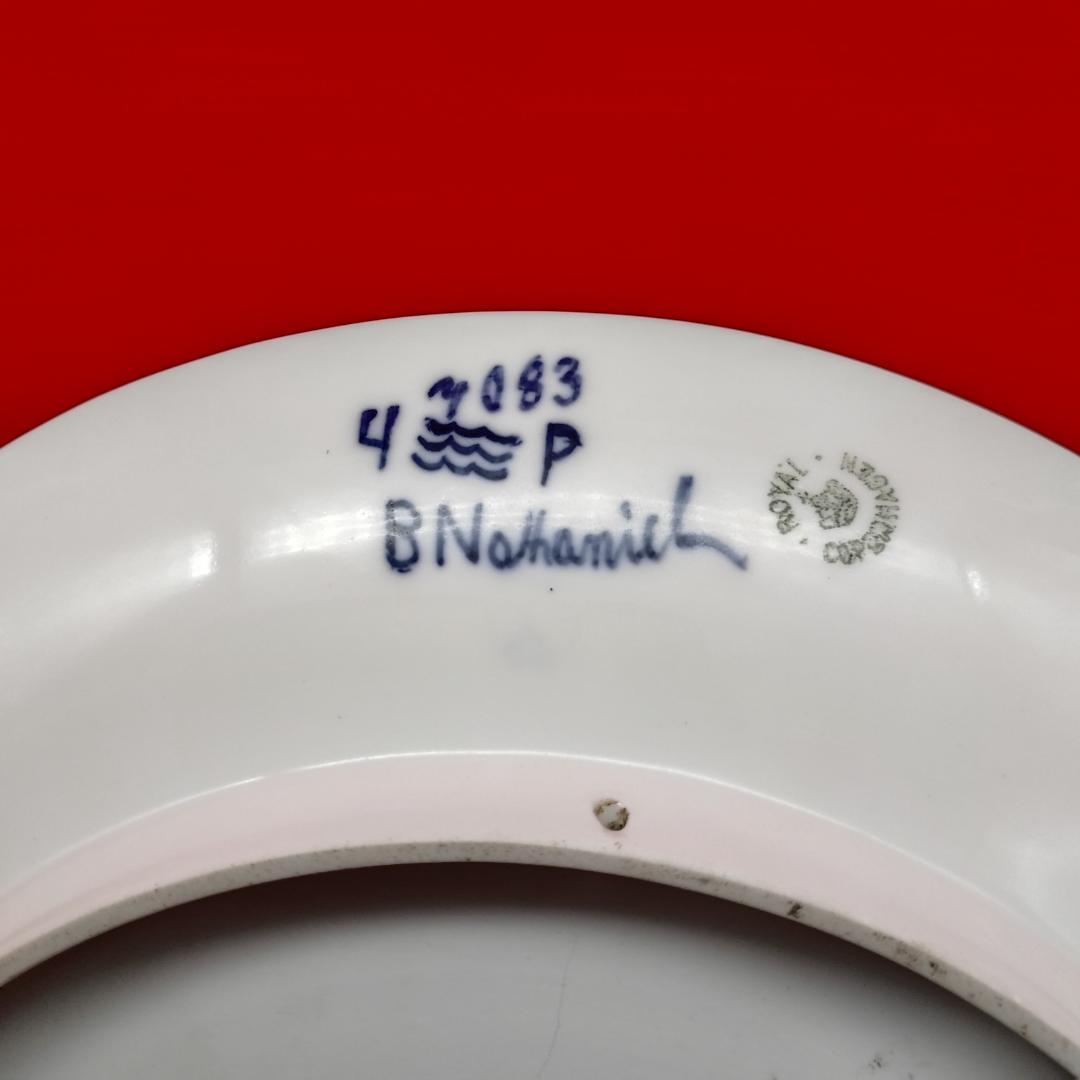 4083
4 P
BNathaniel
ROYAL · COPENHAGEN ·